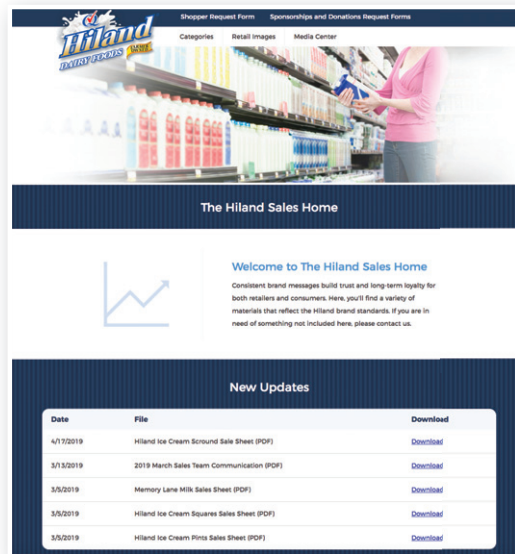 Shopper Request Form Sponsorships and Donations Request Forms
Hiland
DAIRY FOODS
Categories Retail Images Media Center
The Hiland Sales Home
Welcome to The Hiland Sales Home
Consistent brand messages build trust and long-term loyalty for
both retailers and consumers. Here, you'll find a variety of
materials that reflect the Hiland brand standards. If you are in
need of something not included here, please contact us.
New Updates
Date File Download
4/17/2019 Hiland Ice Cream Scround Sale Sheet (PDF) Download
3/13/2019 2019 March Sales Team Communication (PDF) Download
3/5/2019 Memory Lane Milk Sales Sheet (PDF) Download
3/5/2019 Hiland Ice Cream Squares Sales Sheet (PDF) Download
3/5/2019 Hiland Ice Cream Pints Sales Sheet (PDF) Download